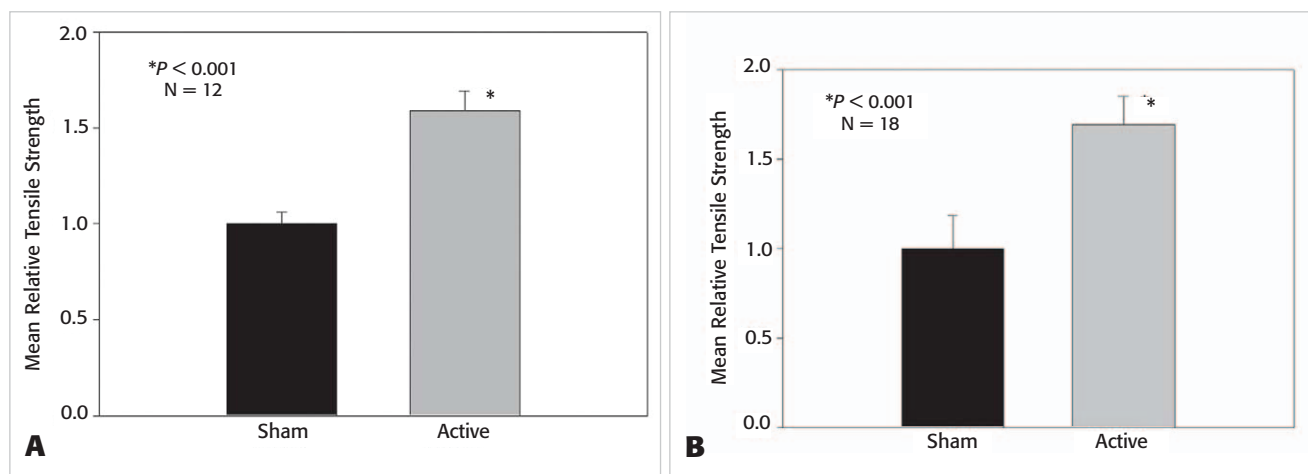 2.0
*P < 0.001
N = 12
*
1.5
1.0
0.5
0.0
Mean Relative Tensile Strength
Sham Active
A
2.0
*P < 0.001
N = 18
*
1.5
1.0
0.5
0.0
Mean Relative Tensile Strength
Sham Active
B